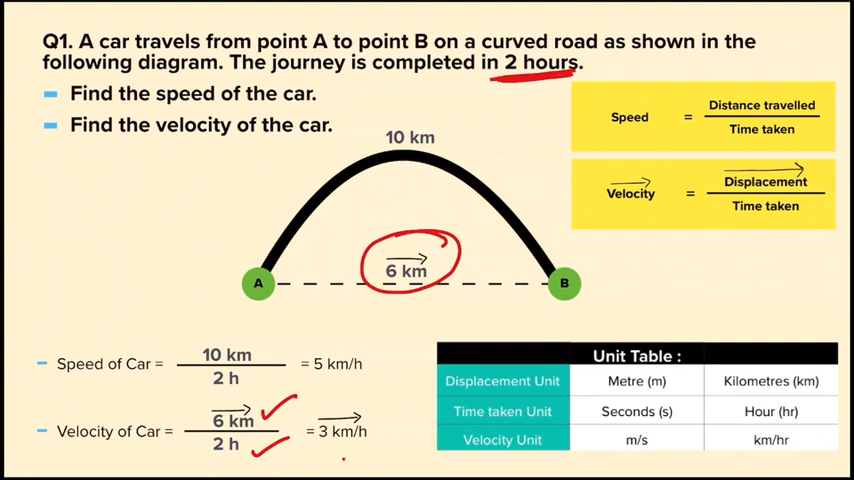 Q1. A car travels from point A to point B on a curved road as shown in the
following diagram. The journey is completed in 2 hours.
Find the speed of the car.
Find the velocity of the car.
Speed = Distance travelled
Time taken
Velocity = Displacement
Time taken
10 km
6 km
A
B
Speed of Car = 10 km
2 h
= 5 km/h
Velocity of Car = 6 km
2 h
= 3 km/h
Unit Table :
Displacement Unit Metre (m) Kilometres (km)
Time taken Unit Seconds (s) Hour (hr)
Velocity Unit m/s km/hr